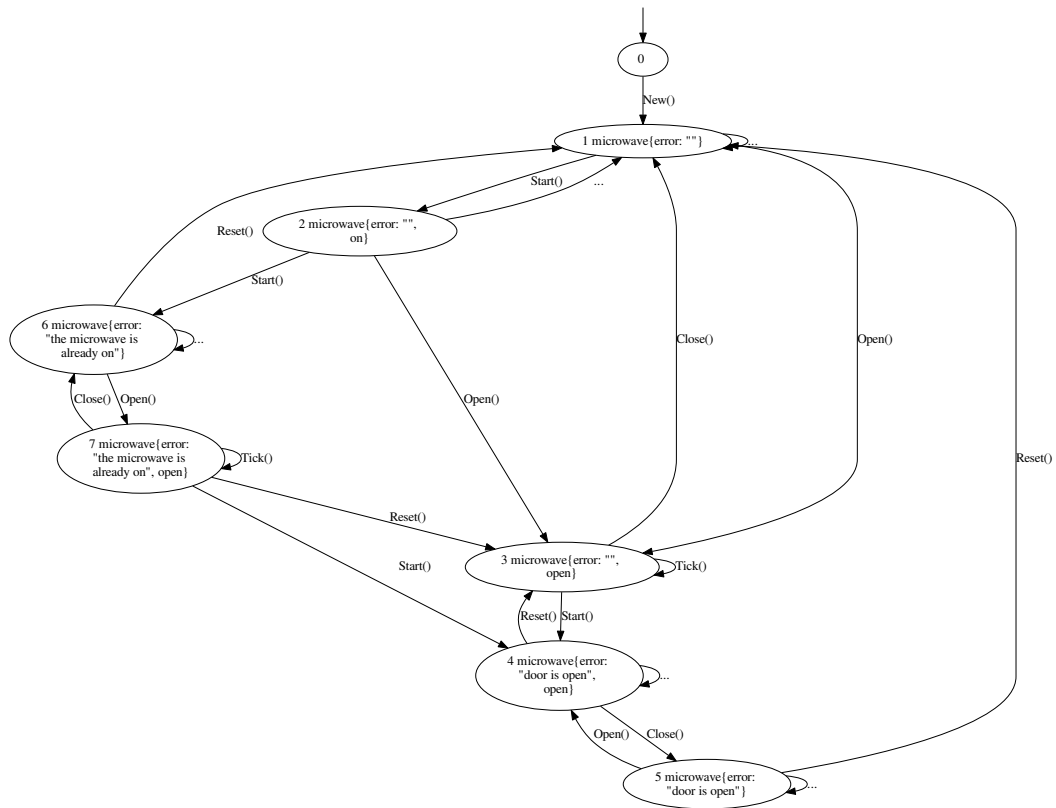 0
New()
1 microwave{error: ""}
...
Start()
...
2 microwave{error: "",
on}
Reset()
Start()
6 microwave{error:
"the microwave is
already on"}
...
Close()
Open()
Close()
Open()
Open()
7 microwave{error:
"the microwave is
already on", open}
Tick()
Reset()
Reset()
Start()
3 microwave{error: "",
open}
Tick()
Reset()
Start()
4 microwave{error:
"door is open",
open}
...
Open()
Close()
5 microwave{error:
"door is open"}
...